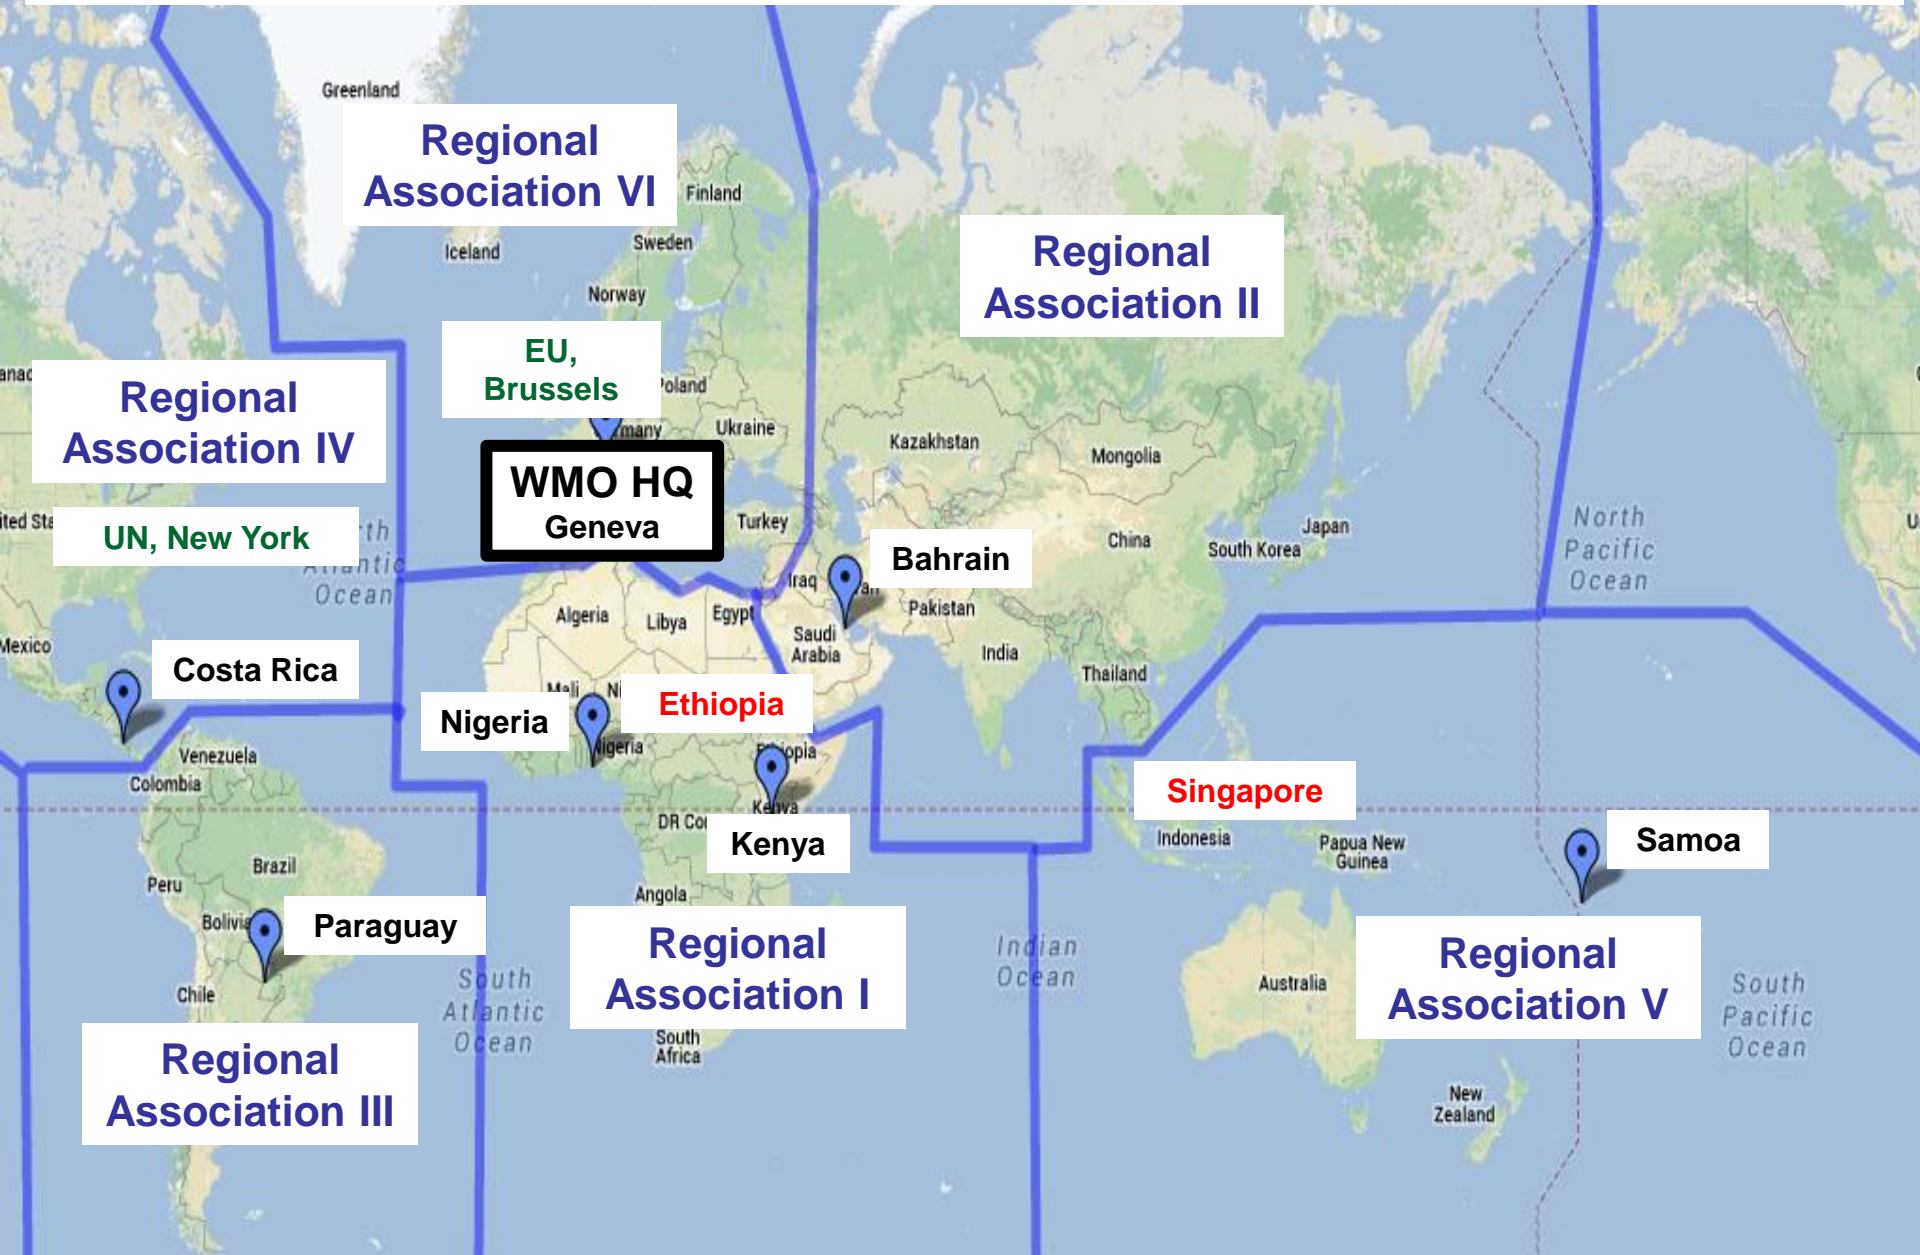 Greenland
Regional
Association VI
Finland
Iceland
Sweden
Norway
Regional
Association II
EU,
Brussels
Poland
Ukraine
Kazakhstan
Mongolia
Regional
Association IV
WMO HQ
Geneva
Turkey
UN, New York
Atlantic
Ocean
Bahrain
China
South Korea
Japan
North
Pacific
Ocean
Iraq
Pakistan
Algeria
Libya
Egypt
Saudi
Arabia
India
Thailand
Mexico
Costa Rica
Mali
Ethiopia
Nigeria
Nigeria
Venezuela
Colombia
Singapore
Kenya
Kenya
Indonesia
Papua New
Guinea
Samoa
Brazil
Peru
Angola
Bolivia
Paraguay
Regional
Association I
Indian
Ocean
Australia
Regional
Association V
South
Pacific
Ocean
Chile
South
Atlantic
Ocean
South
Africa
Regional
Association III
New
Zealand